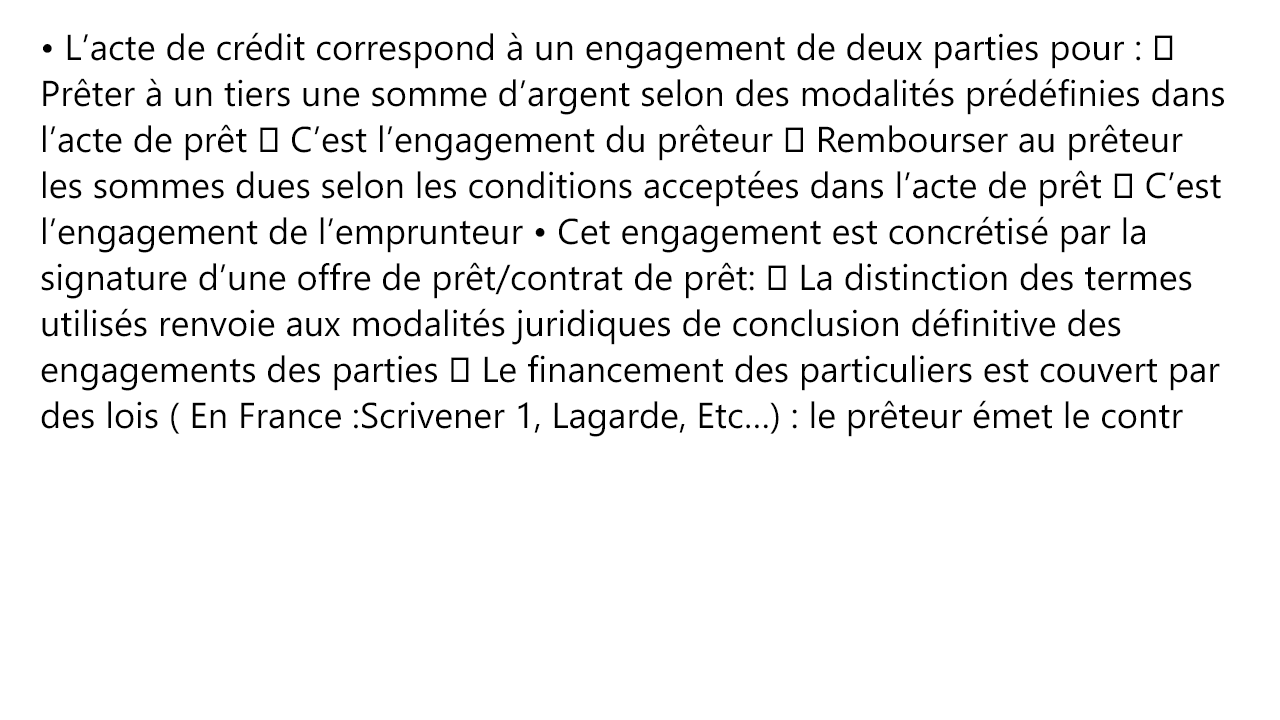 • L’acte de crédit correspond à un engagement de deux parties pour : 
Prêter à un tiers une somme d’argent selon des modalités prédéfinies dans
l’acte de prêt  C’est l’engagement du prêteur  Rembourser au prêteur
les sommes dues selon les conditions acceptées dans l’acte de prêt  C’est
l’engagement de l’emprunteur • Cet engagement est concrétisé par la
signature d’une offre de prêt/contrat de prêt:  La distinction des termes
utilisés renvoie aux modalités juridiques de conclusion définitive des
engagements des parties  Le financement des particuliers est couvert par
des lois ( En France :Scrivener 1, Lagarde, Etc…) : le prêteur émet le contr